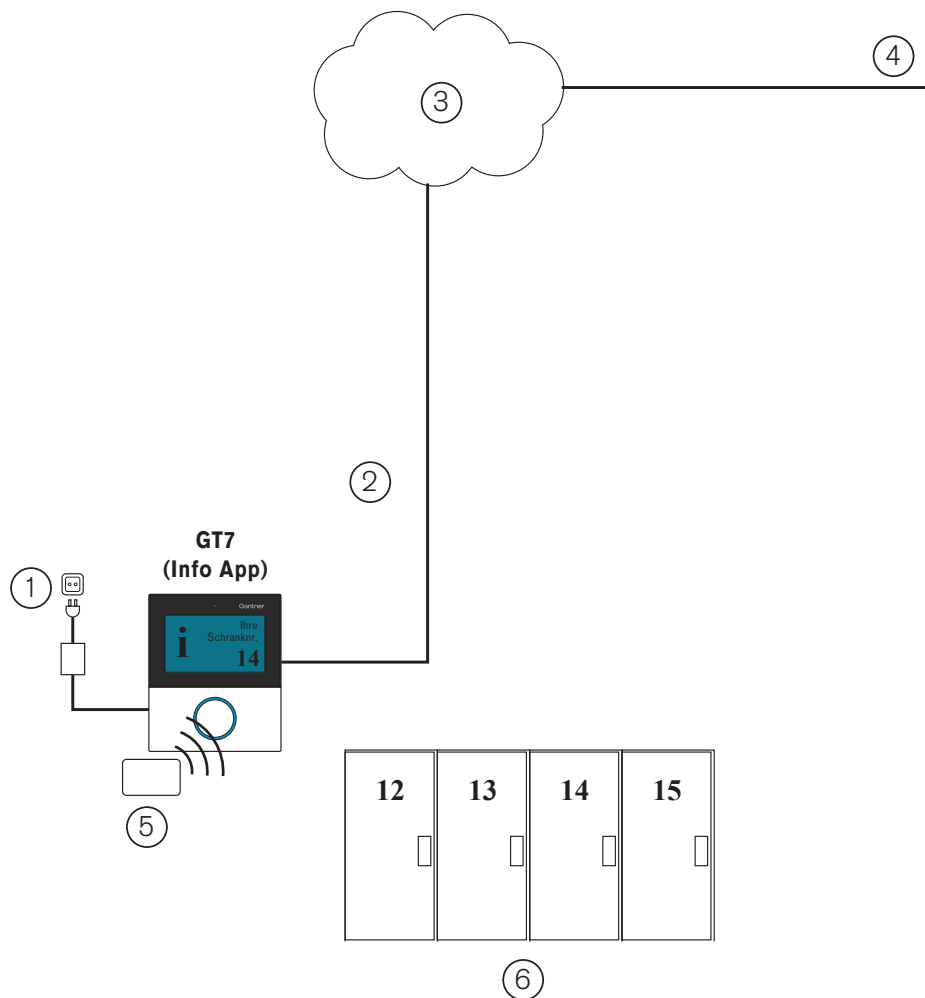 4
3
2
GT7
(Info App)
1
Gantner
Ihre
Schranknr.
i
14
12 13 14 15
5
6